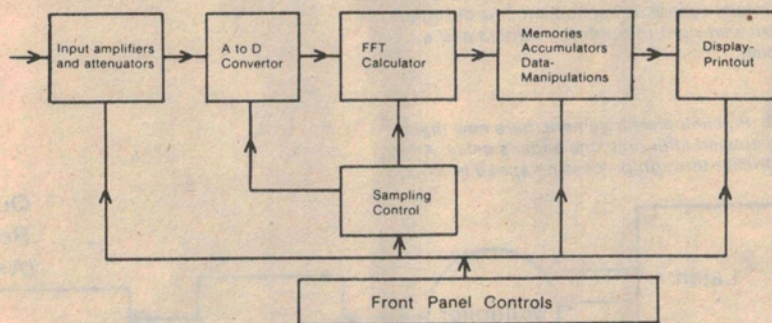 Input amplifiers
and attenuators
A to D
Convertor
FFT
Calculator
Memories
Accumulators
Data-
Manipulations
Display-
Printout
Sampling
Control
Front Panel Controls